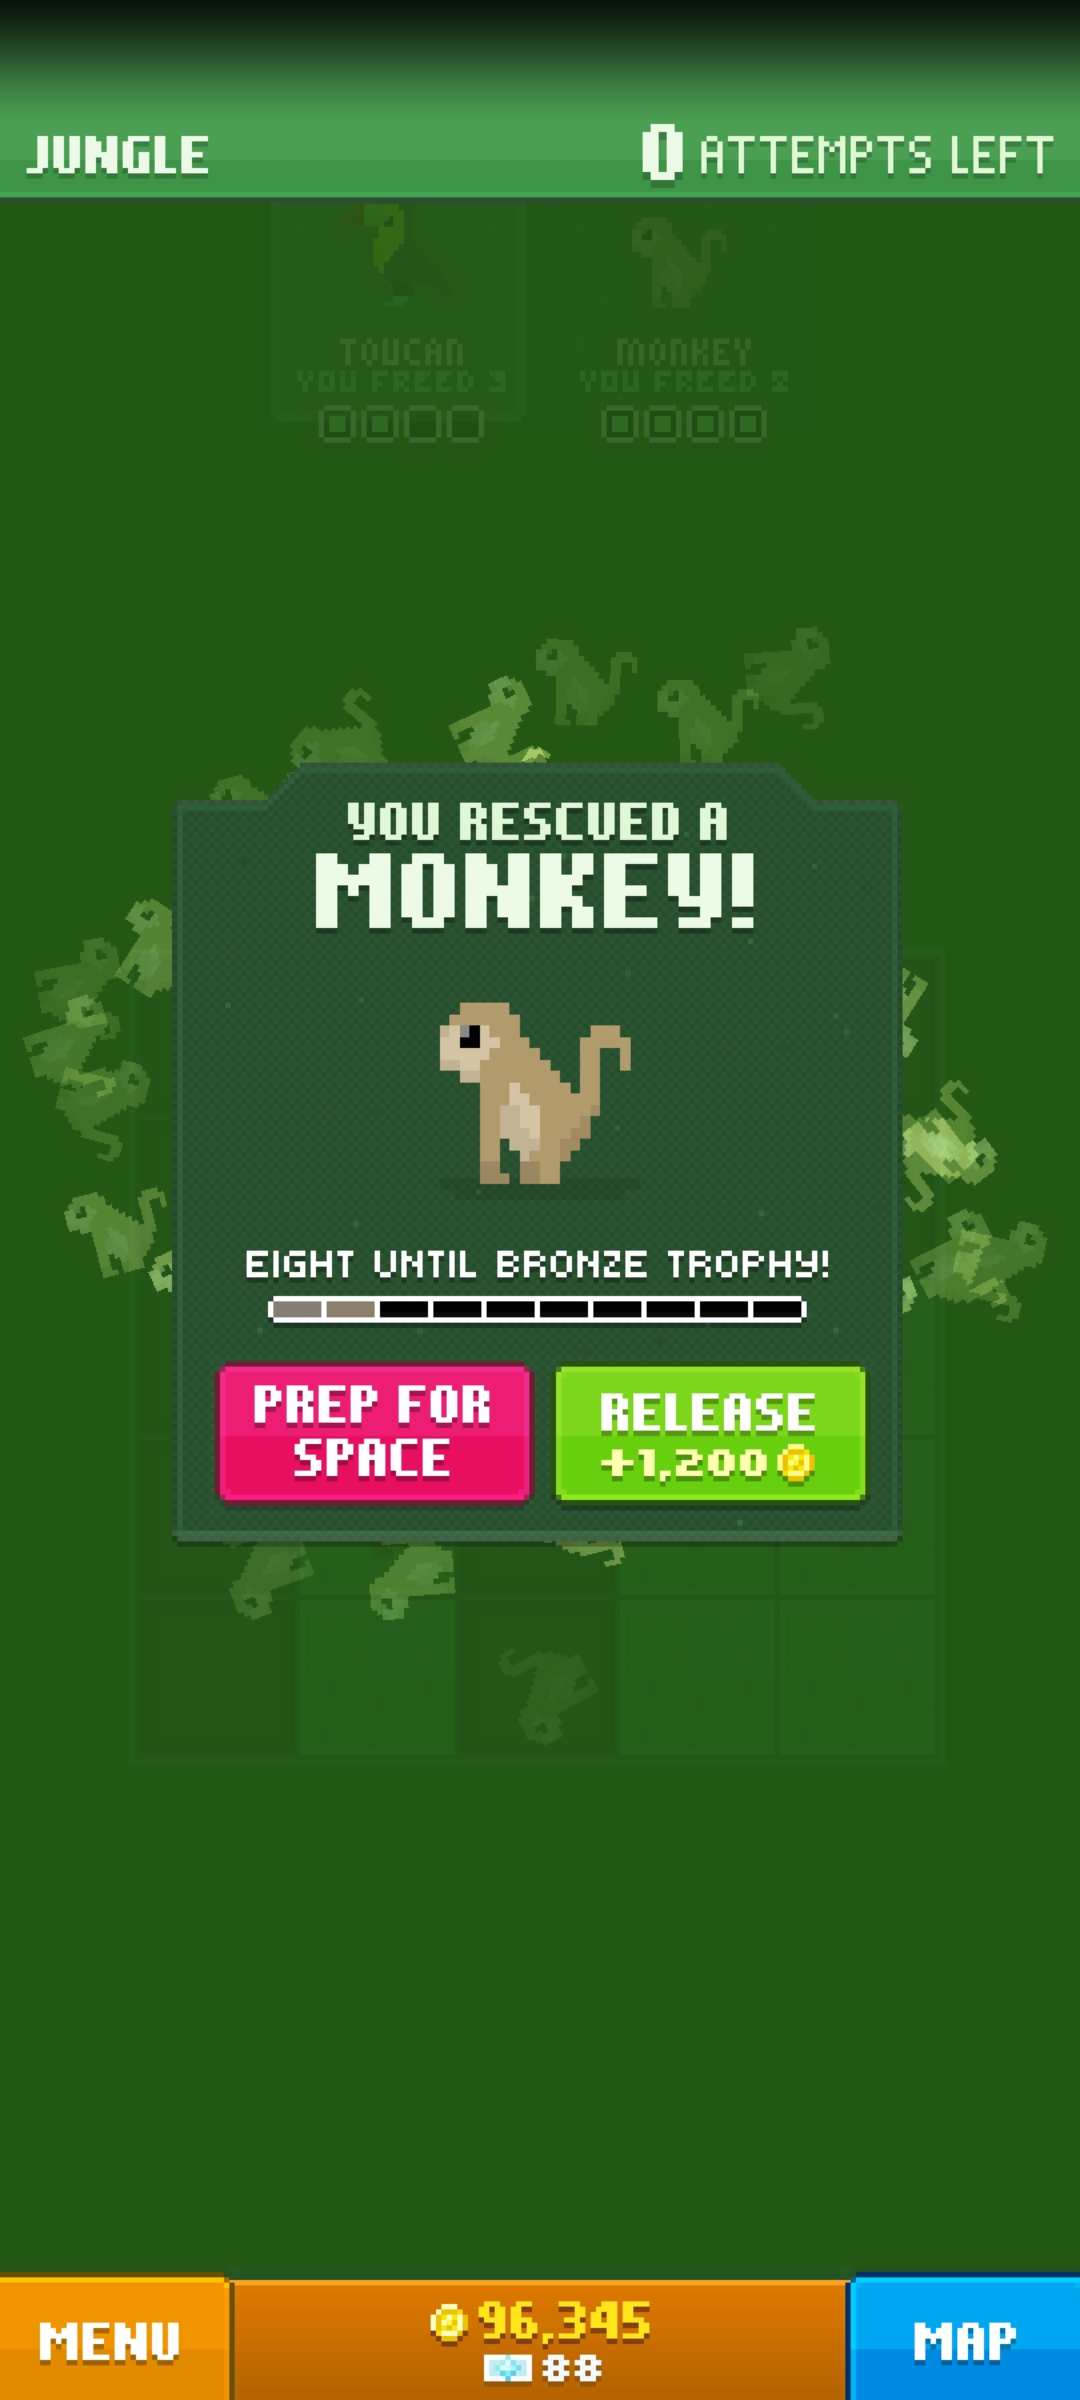 JUNGLE
0 ATTEMPTS LEFT
TOUCAN
MONKEY
YOU FREED 3
YOU FREED 2
YOU RESCUED A
MONKEY!
EIGHT UNTIL BRONZE TROPHY!
PREP FOR
SPACE
RELEASE
+1,200
MENU
96,345
88
MAP